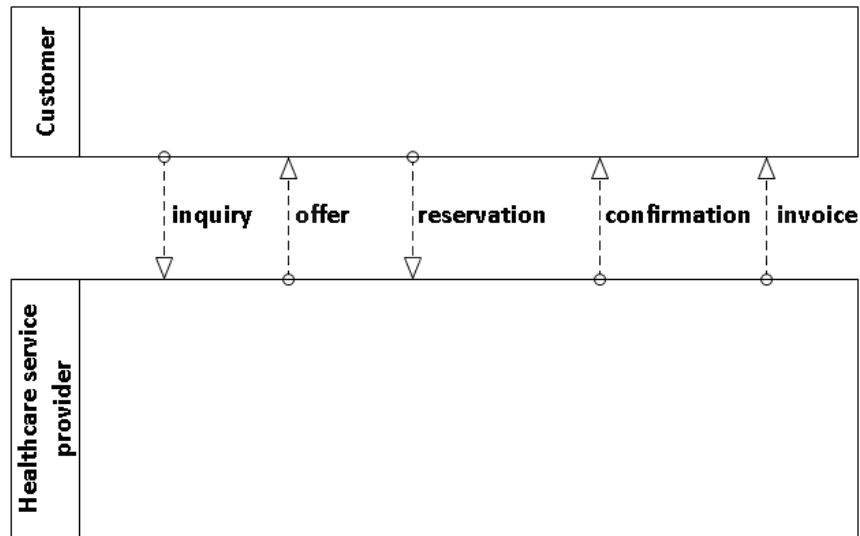 Customer
inquiry
offer
reservation
confirmation
invoice
Healthcare service
provider